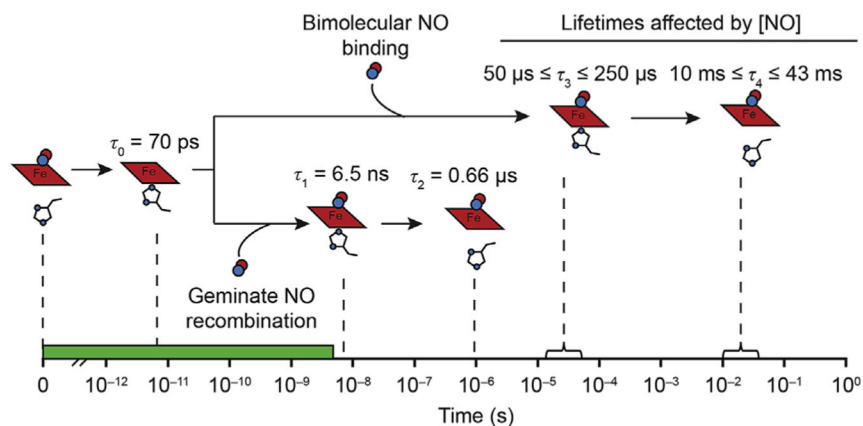 Bimolecular NO
binding
Lifetimes affected by [NO]
50 µs ≤ τ₃ ≤ 250 µs
10 ms ≤ τ₄ ≤ 43 ms
Fe
τ₀ = 70 ps
Fe
Fe
Fe
τ₁ = 6.5 ns
τ₂ = 0.66 µs
Fe
Fe
Geminate NO
recombination
0 10⁻¹² 10⁻¹¹ 10⁻¹⁰ 10⁻⁹ 10⁻⁸ 10⁻⁷ 10⁻⁶ 10⁻⁵ 10⁻⁴ 10⁻³ 10⁻² 10⁻¹ 10⁰
Time (s)